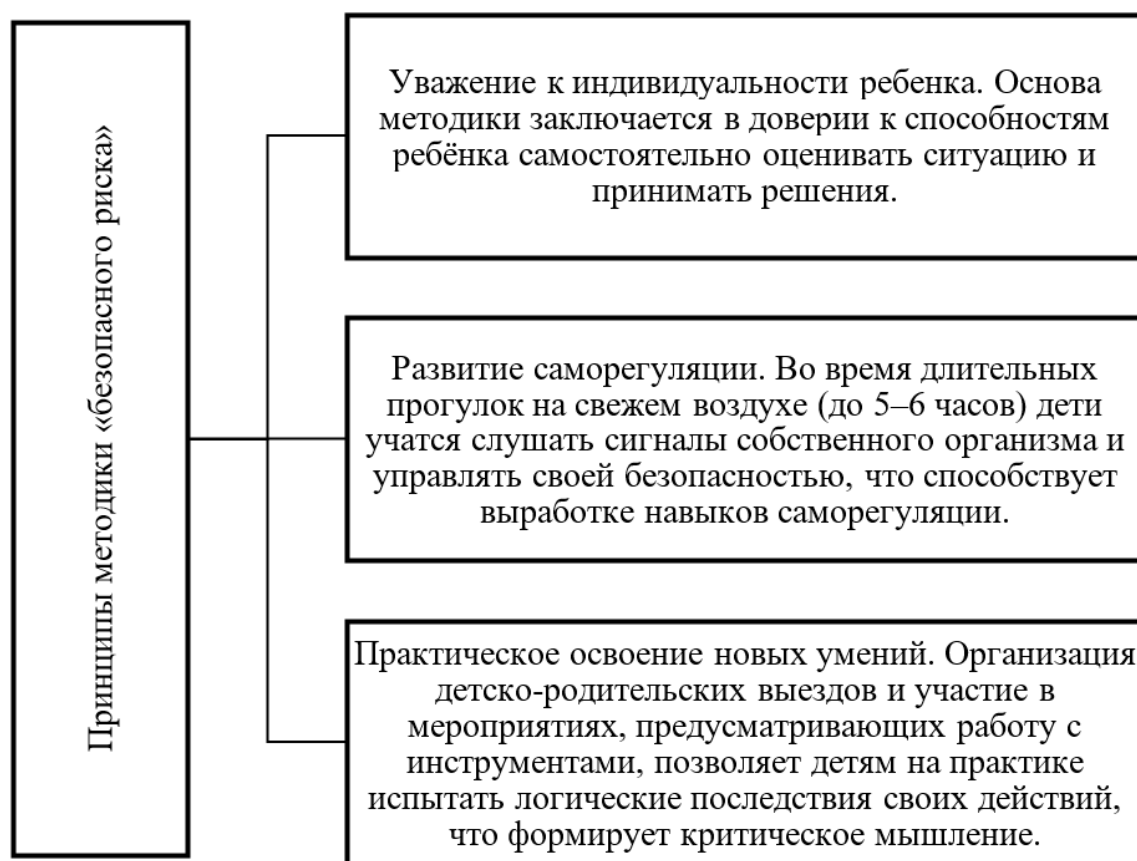 Принципы методики «безопасного риска»
Уважение к индивидуальности ребенка. Основа
методики заключается в доверии к способностям
ребёнка самостоятельно оценивать ситуацию и
принимать решения.
Развитие саморегуляции. Во время длительных
прогулок на свежем воздухе (до 5–6 часов) дети
учатся слушать сигналы собственного организма и
управлять своей безопасностью, что способствует
выработке навыков саморегуляции.
Практическое освоение новых умений. Организация
детско-родительских выездов и участие в
мероприятиях, предусматривающих работу с
инструментами, позволяет детям на практике
испытать логические последствия своих действий,
что формирует критическое мышление.